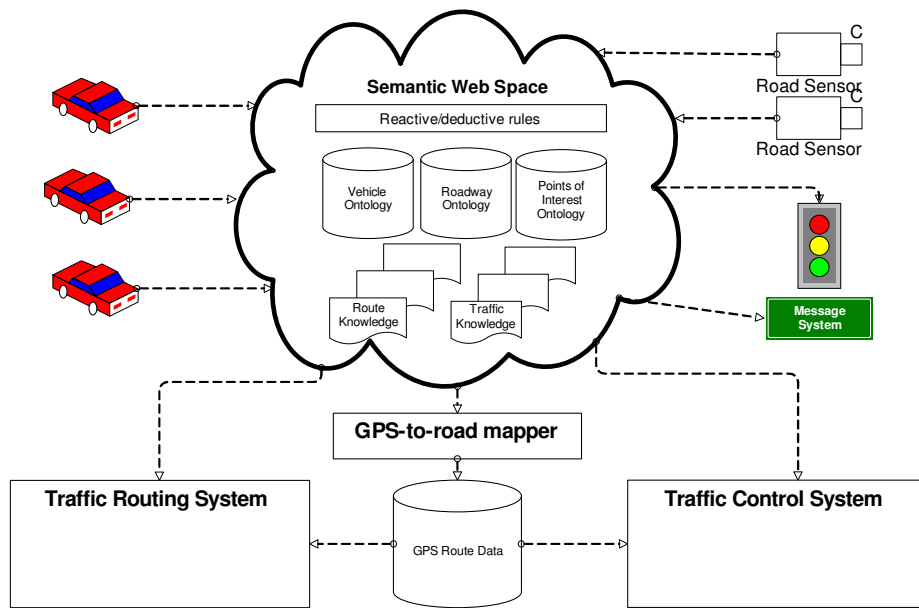 C
Road Sensor
C
Road Sensor
Semantic Web Space
Reactive/deductive rules
Vehicle
Ontology
Roadway
Ontology
Points of
Interest
Ontology
Route
Knowledge
Traffic
Knowledge
Message
System
GPS-to-road mapper
Traffic Routing System
GPS Route Data
Traffic Control System